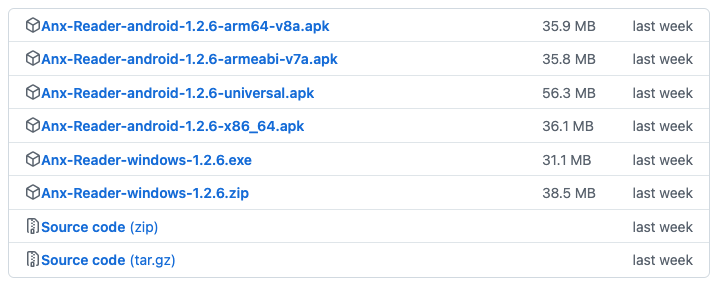 Anx-Reader-android-1.2.6-arm64-v8a.apk 35.9 MB last week
Anx-Reader-android-1.2.6-armeabi-v7a.apk 35.8 MB last week
Anx-Reader-android-1.2.6-universal.apk 56.3 MB last week
Anx-Reader-android-1.2.6-x86_64.apk 36.1 MB last week
Anx-Reader-windows-1.2.6.exe 31.1 MB last week
Anx-Reader-windows-1.2.6.zip 38.5 MB last week
Source code (zip) last week
Source code (tar.gz) last week